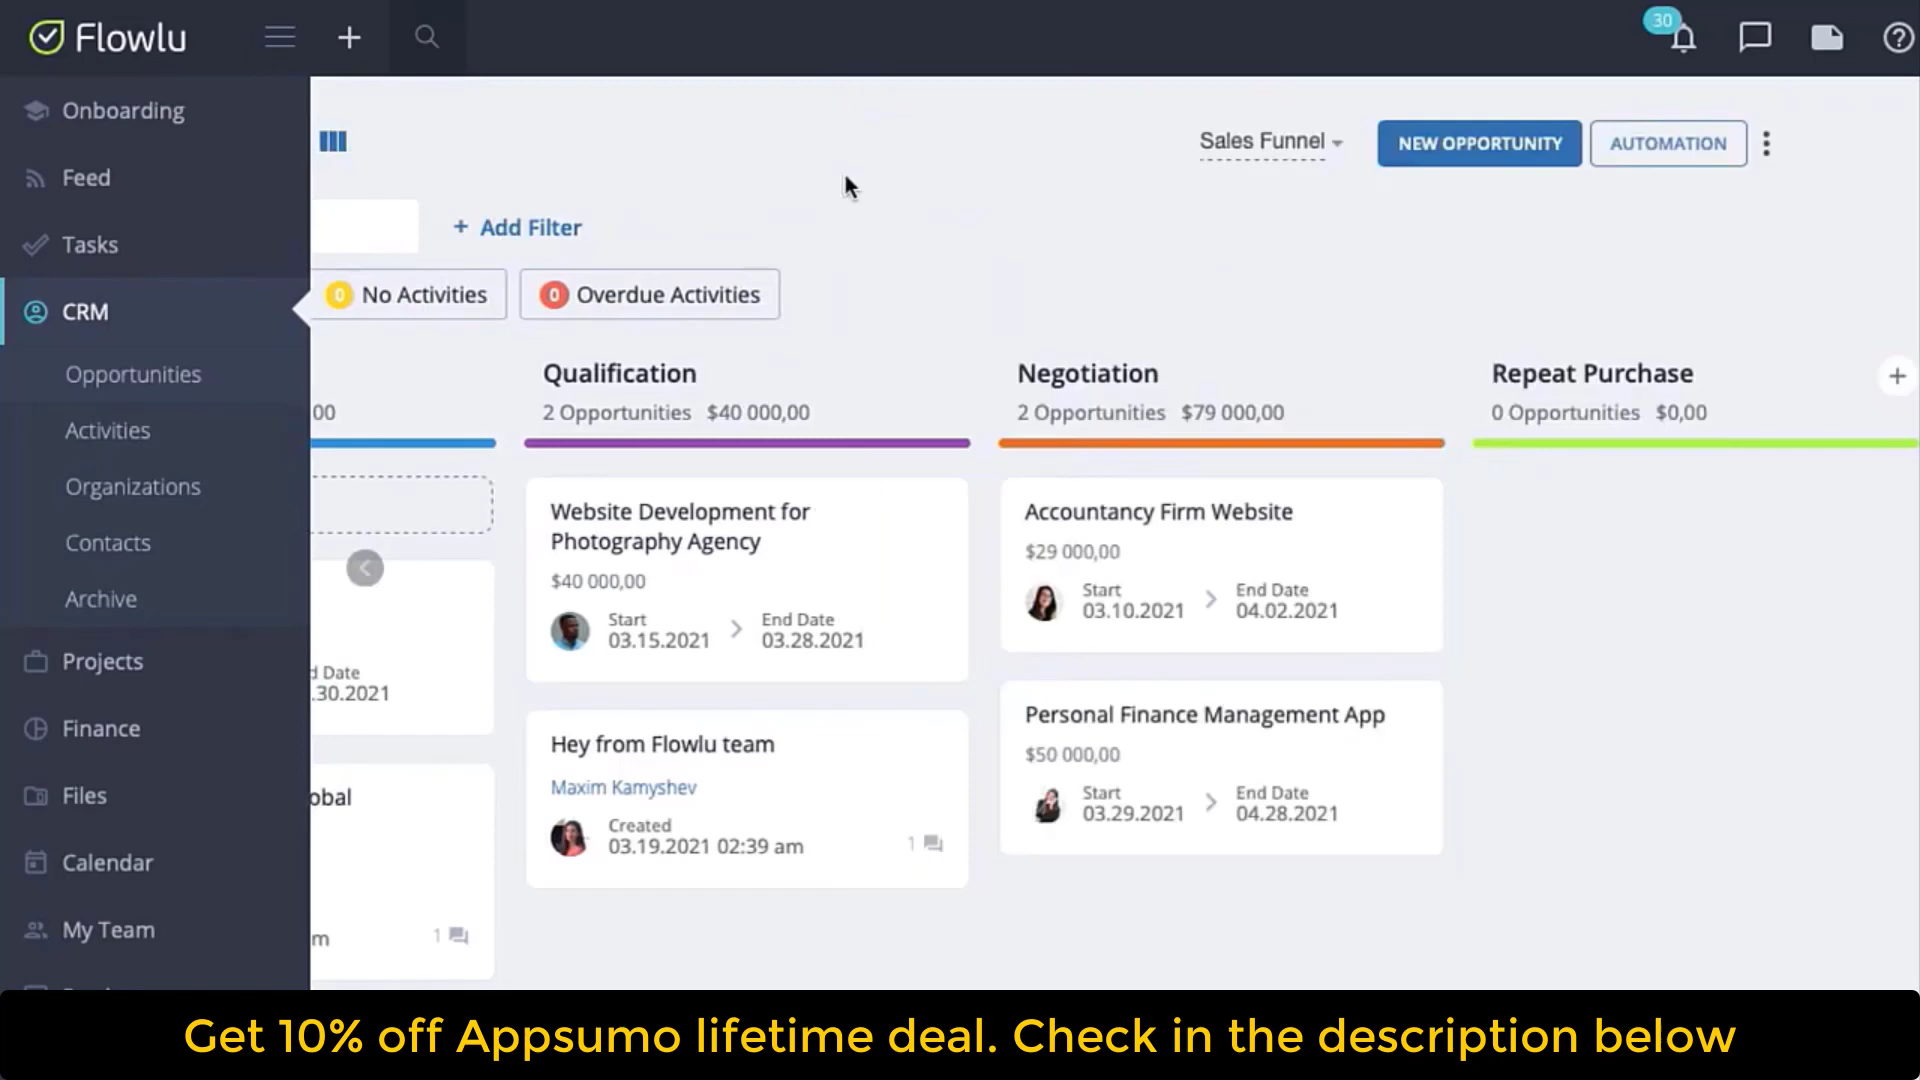 Flowlu
30
Onboarding
Feed
Tasks
CRM
Opportunities
Activities
Organizations
Contacts
Archive
Projects
Finance
Files
Calendar
My Team
Sales Funnel
NEW OPPORTUNITY
AUTOMATION
+ Add Filter
0 No Activities
0 Overdue Activities
00
d Date
.30.2021
obal
m
1
Qualification
2 Opportunities $40 000,00
Website Development for
Photography Agency
$40 000,00
Start
03.15.2021
End Date
03.28.2021
Hey from Flowlu team
Maxim Kamyshev
Created
03.19.2021 02:39 am
1
Negotiation
2 Opportunities $79 000,00
Accountancy Firm Website
$29 000,00
Start
03.10.2021
End Date
04.02.2021
Personal Finance Management App
$50 000,00
Start
03.29.2021
End Date
04.28.2021
Repeat Purchase
0 Opportunities $0,00
Get 10% off Appsumo lifetime deal. Check in the description below